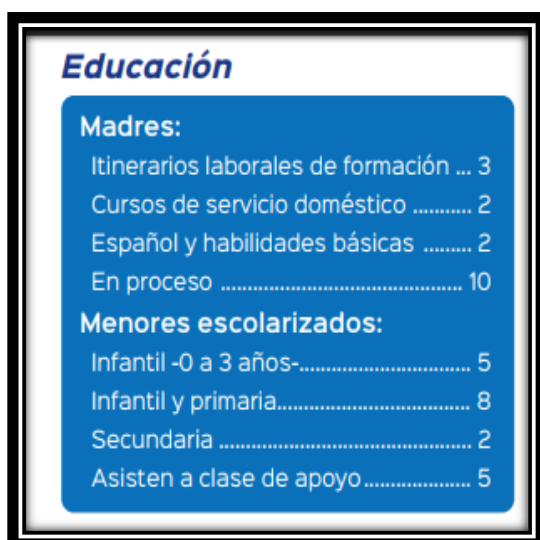 Educación
Madres:
Itinerarios laborales de formación ... 3
Cursos de servicio doméstico ........... 2
Español y habilidades básicas ......... 2
En proceso ............................................. 10
Menores escolarizados:
Infantil -0 a 3 años-................................ 5
Infantil y primaria.................................... 8
Secundaria ............................................... 2
Asisten a clase de apoyo.................... 5